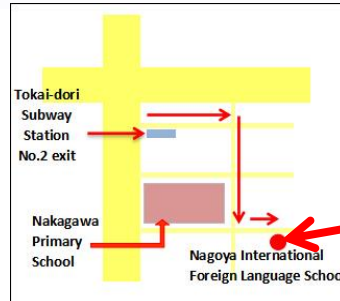 Tokai-dori
Subway
Station
No.2 exit
Nakagawa
Primary
School
Nagoya International
Foreign Language School